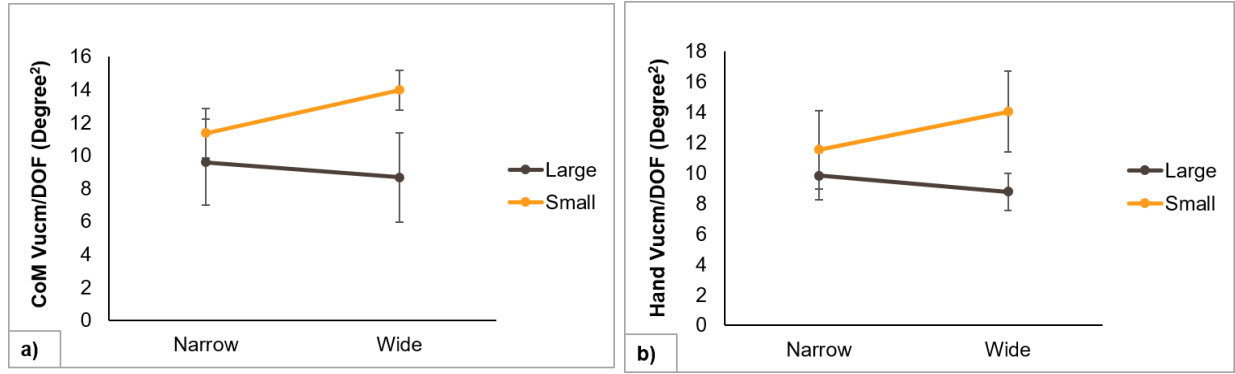 CoM Vucm/DOF (Degree²)
16
14
12
10
8
6
4
2
0
Narrow
Wide
Large
Small
a)
Hand Vucm/DOF (Degree²)
18
16
14
12
10
8
6
4
2
0
Narrow
Wide
Large
Small
b)